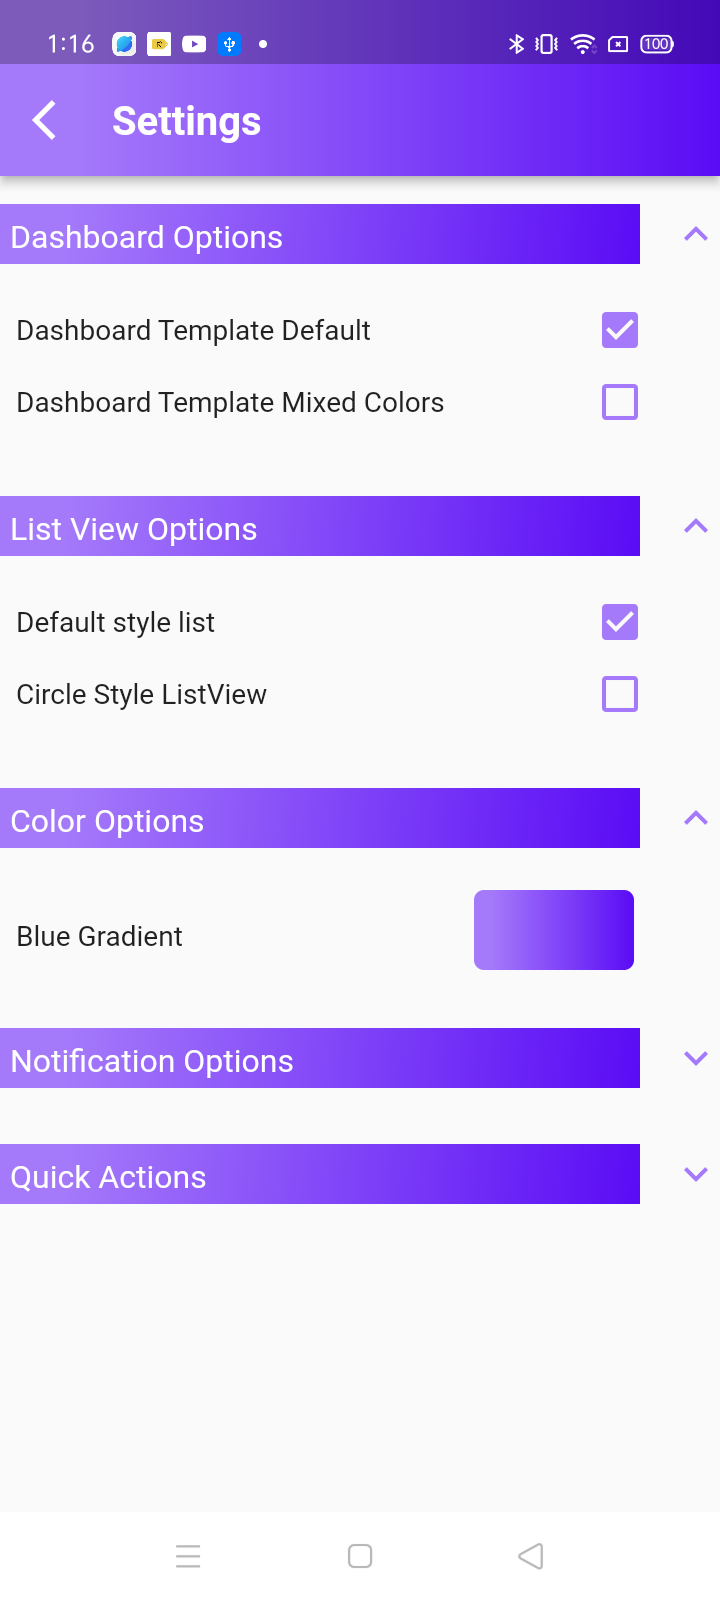 1:16
100
Settings
Dashboard Options
Dashboard Template Default
Dashboard Template Mixed Colors
List View Options
Default style list
Circle Style ListView
Color Options
Blue Gradient
Notification Options
Quick Actions